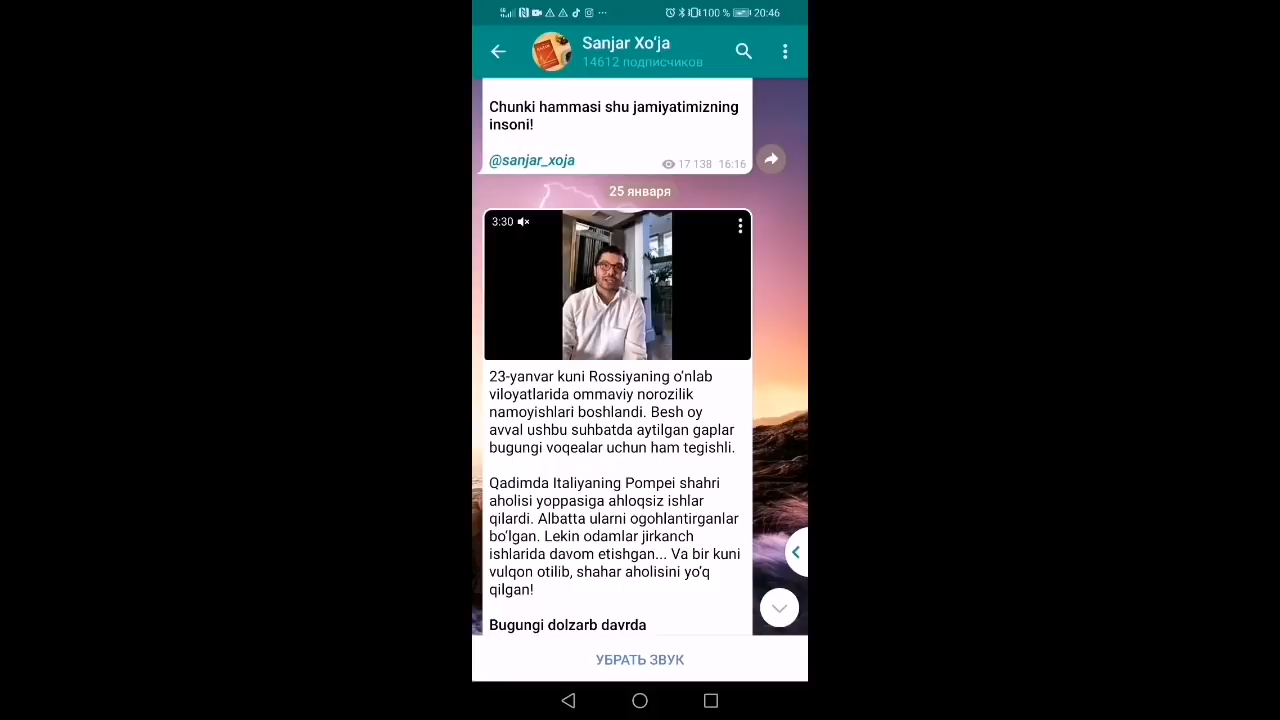 100 % 20:46
Sanjar Xo‘ja
14612 подписчиков
Chunki hammasi shu jamiyatimizning
insoni!
@sanjar_xoja 17 138 16:16
25 января
3:30
23-yanvar kuni Rossiyaning o‘nlab
viloyatlarida ommaviy norozilik
namoyishlari boshlandi. Besh oy
avval ushbu suhbatda aytilgan gaplar
bugungi voqealar uchun ham tegishli.
Qadimda Italiyaning Pompei shahri
aholisi yoppasiga ahloqsiz ishlar
qilardi. Albatta ularni ogohlantirganlar
bo‘lgan. Lekin odamlar jirkanch
ishlarida davom etishgan... Va bir kuni
vulqon otilib, shahar aholisini yo‘q
qilgan!
Bugungi dolzarb davrda
УБРАТЬ ЗВУК